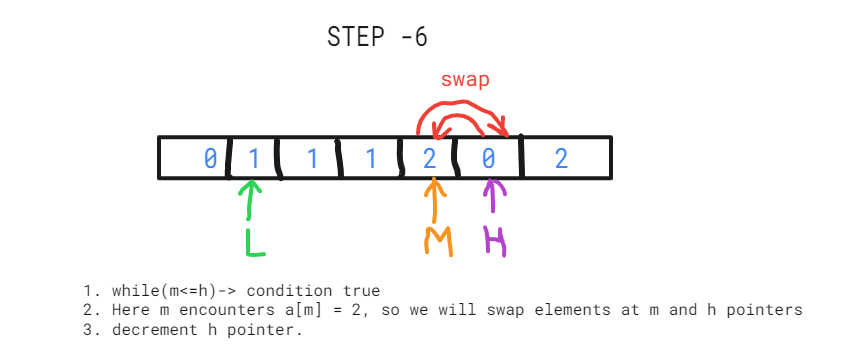 STEP -6
swap
0 1 1 1 2 0 2
L M H
1. while(m<=h)-> condition true
2. Here m encounters a[m] = 2, so we will swap elements at m and h pointers
3. decrement h pointer.